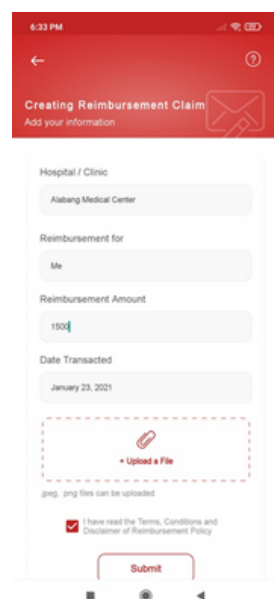 6:33 PM
Creating Reimbursement Claim
Add your information
Hospital / Clinic
Alabang Medical Center
Reimbursement for
Me
Reimbursement Amount
1500
Date Transacted
January 23, 2021
+ Upload a File
jpeg. .png files can be uploaded
I have read the Terms, Conditions and
Disclaimer of Reimbursement Policy
Submit